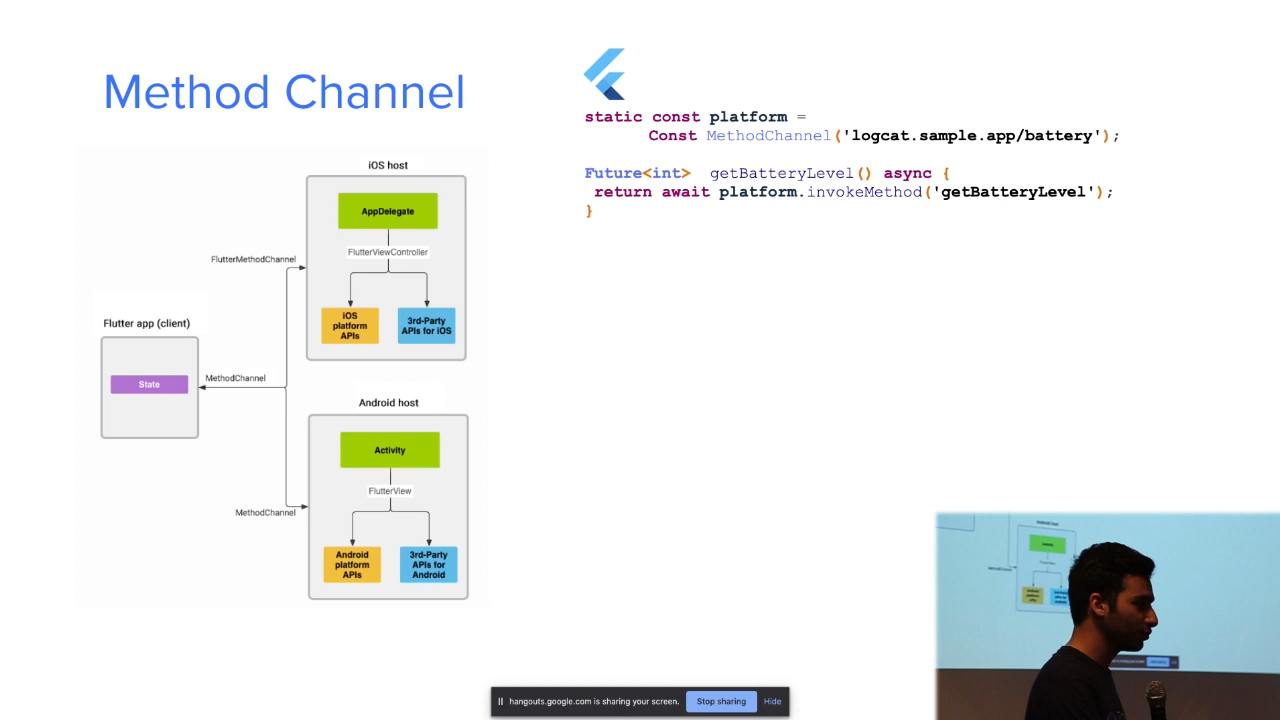 Method Channel
static const platform =
Const MethodChannel('logcat.sample.app/battery');
Future<int> getBatteryLevel() async {
return await platform.invokeMethod('getBatteryLevel');
}
iOS host
AppDelegate
FlutterViewController
FlutterMethodChannel
iOS
platform
APIs
3rd-Party
APIs for iOS
Flutter app (client)
State
MethodChannel
Android host
Activity
FlutterView
MethodChannel
Android
platform
APIs
3rd-Party
APIs for
Android
hangouts.google.com is sharing your screen.
Stop sharing
Hide